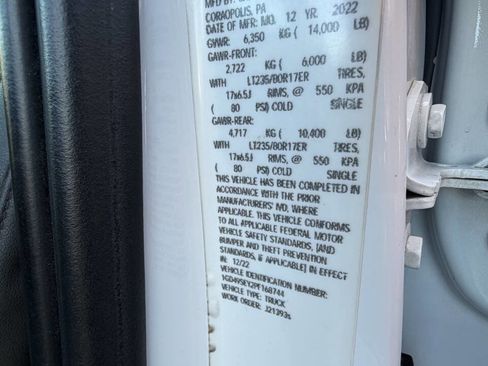 MFD BY:
CORAOPOLIS, PA
DATE OF MFR: MO. 12 YR. 2022
GVWR: 6,350 KG ( 14,000 LB)
GAWR-FRONT:
2,722 KG ( 6,000 LB)
WITH LT235/80R17ER TIRES,
17x6.5J RIMS, @ 550 KPA
( 80 PSI) COLD SINGLE
GAWR-REAR:
4,717 KG ( 10,400 LB)
WITH LT235/80R17ER TIRES,
17x6.5J RIMS, @ 550 KPA
( 80 PSI) COLD SINGLE
THIS VEHICLE HAS BEEN COMPLETED IN
ACCORDANCE WITH THE PRIOR
MANUFACTURERS' IVD, WHERE
APPLICABLE. THIS VEHICLE CONFORMS
TO ALL APPLICABLE FEDERAL MOTOR
VEHICLE SAFETY STANDARDS, [AND
BUMPER AND THEFT PREVENTION
STANDARDS, IF APPLICABLE] IN EFFECT
IN: 12/22
VEHICLE IDENTIFICATION NUMBER:
1GD49SEY2PF168744
VEHICLE TYPE: TRUCK
WORK ORDER: J21393s